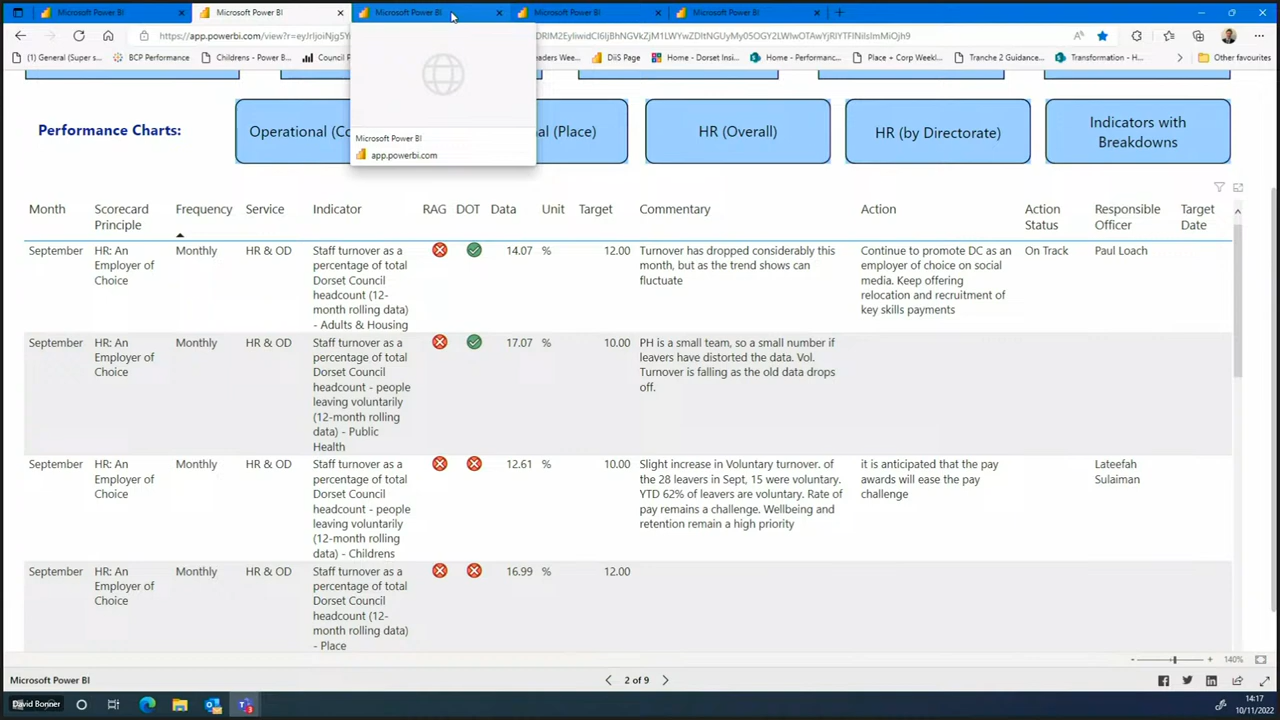 Microsoft Power BI
Microsoft Power BI
Microsoft Power BI
Microsoft Power BI
Microsoft Power BI
(1) General (Super s...
BCP Performance
Childrens - Power B...
DiiS Page
Home - Dorset Insi...
Home - Performanc...
Place + Corp Weekl...
Tranche 2 Guidance...
Transformation - H...
Other favourites
Microsoft Power BI
app.powerbi.com
Performance Charts:
HR (Overall)
HR (by Directorate)
Indicators with
Breakdowns
Month
Scorecard
Principle
Frequency
Service
Indicator
RAG
DOT
Data
Unit
Target
Commentary
Action
Action
Status
Responsible
Officer
Target
Date
September
HR: An
Employer of
Choice
Monthly
HR & OD
Staff turnover as a
percentage of total
Dorset Council
headcount (12-
month rolling data)
- Adults & Housing
14.07
%
12.00
Turnover has dropped considerably this
month, but as the trend shows can
fluctuate
Continue to promote DC as an
employer of choice on social
media. Keep offering
relocation and recruitment of
key skills payments
On Track
Paul Loach
September
HR: An
Employer of
Choice
Monthly
HR & OD
Staff turnover as a
percentage of total
Dorset Council
headcount - people
leaving voluntarily
(12-month rolling
data) - Public
Health
17.07
%
10.00
PH is a small team, so a small number if
leavers have distorted the data. Vol.
Turnover is falling as the old data drops
off.
September
HR: An
Employer of
Choice
Monthly
HR & OD
Staff turnover as a
percentage of total
Dorset Council
headcount - people
leaving voluntarily
(12-month rolling
data) - Childrens
12.61
%
10.00
Slight increase in Voluntary turnover. of
the 28 leavers in Sept, 15 were voluntary.
YTD 62% of leavers are voluntary. Rate of
pay remains a challenge. Wellbeing and
retention remain a high priority
it is anticipated that the pay
awards will ease the pay
challenge
Lateefah
Sulaiman
September
HR: An
Employer of
Choice
Monthly
HR & OD
Staff turnover as a
percentage of total
Dorset Council
headcount (12-
month rolling data)
- Place
16.99
%
12.00
140%
Microsoft Power BI
2 of 9
David Bonner
14:17
10/11/2022